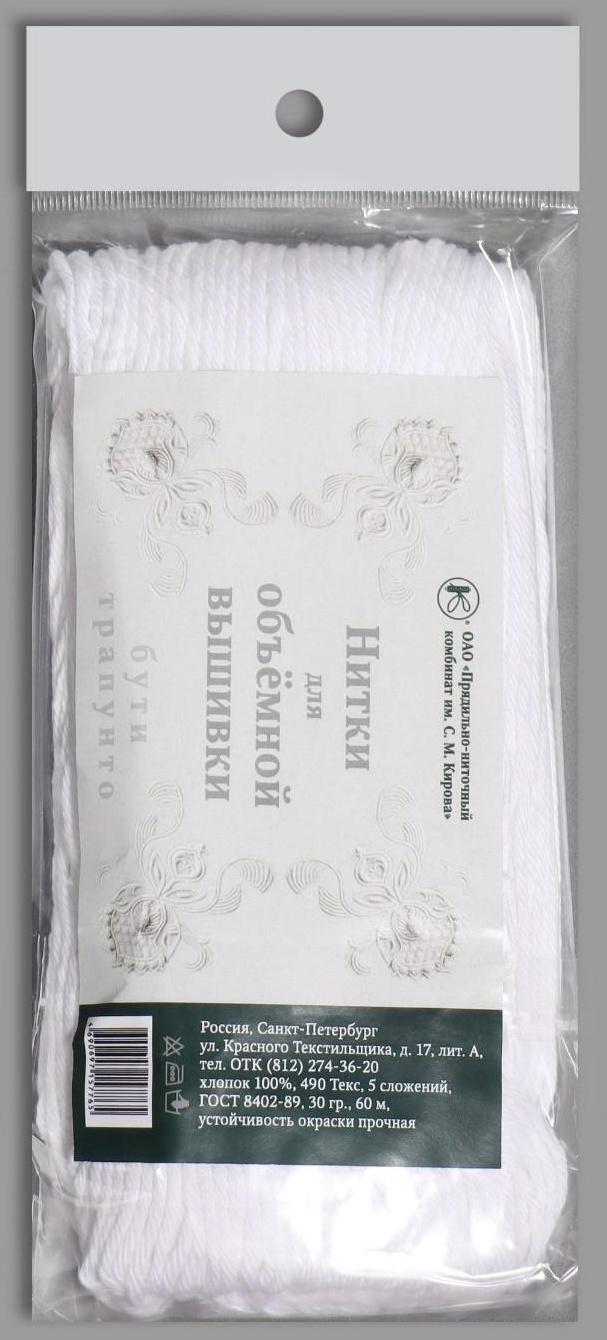 ОАО «Прядильно-ниточный
комбинат им. С. М. Кирова»
Нитки
для
объёмной
вышивки
бути
трапунто
Россия, Санкт-Петербург
ул. Красного Текстильщика, д. 17, лит. А,
тел. ОТК (812) 274-36-20
хлопок 100%, 490 Текс, 5 сложений,
ГОСТ 8402-89, 30 гр., 60 м,
устойчивость окраски прочная